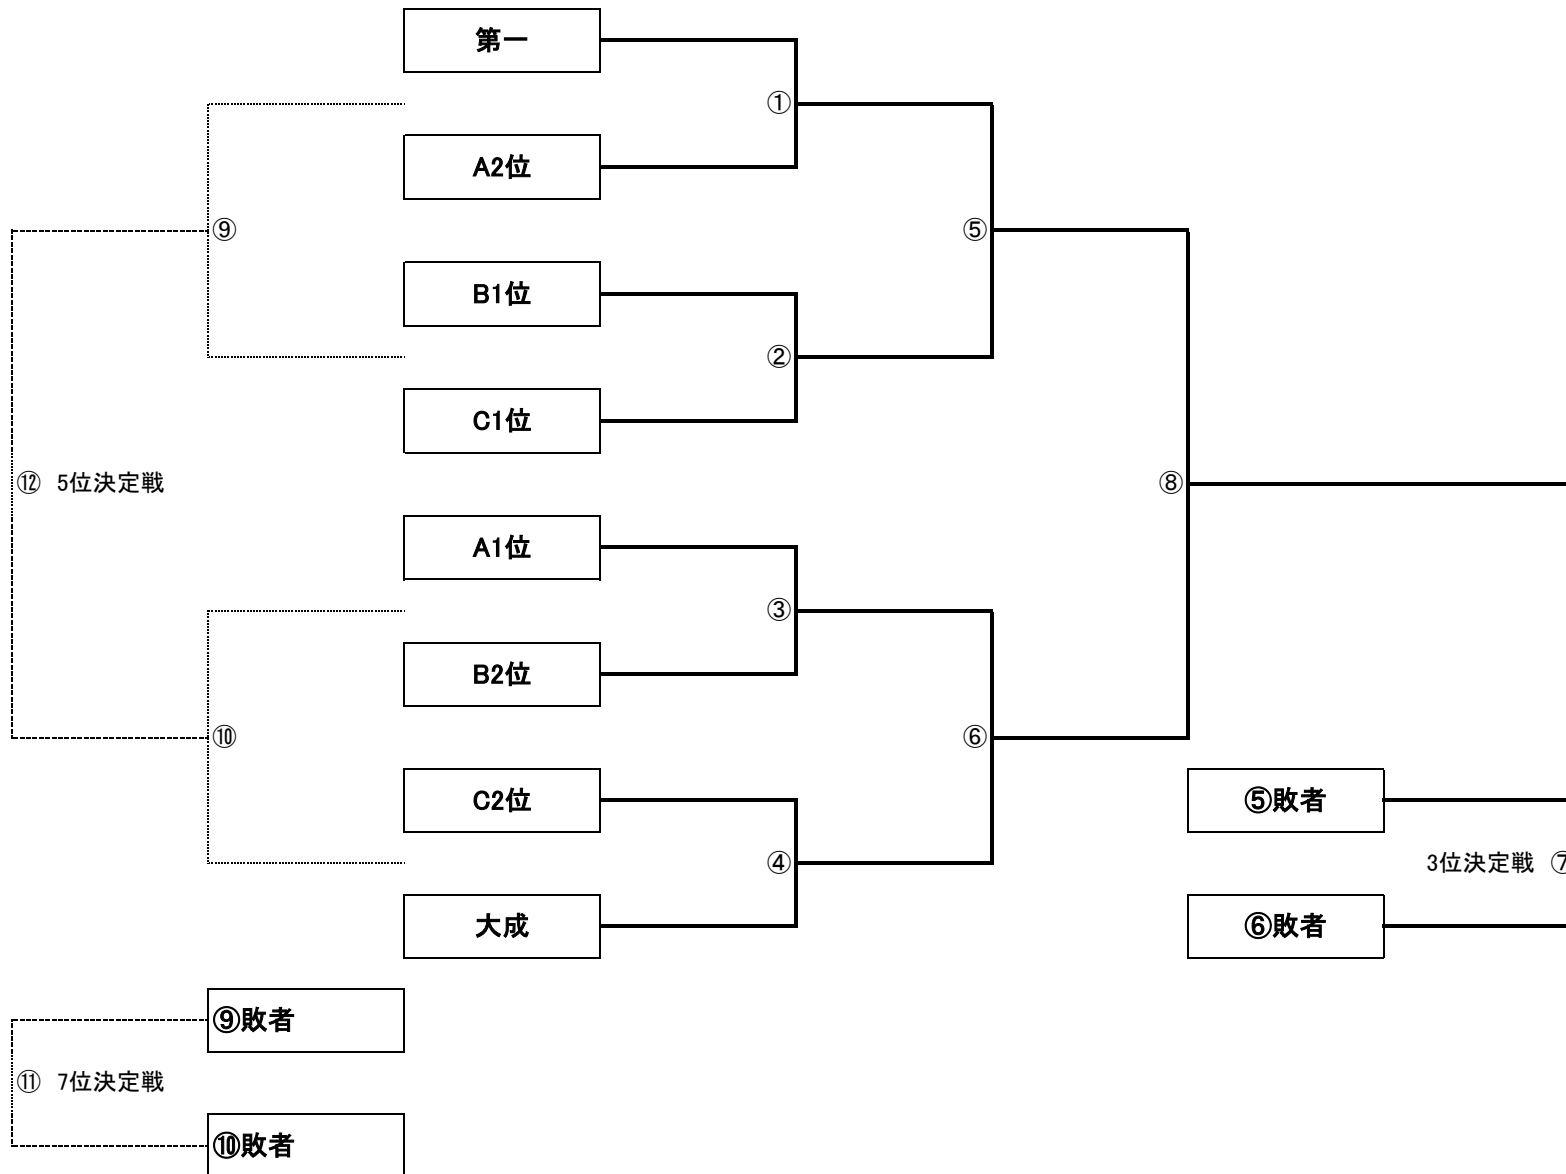 第一
①
A2位
⑨
⑤
B1位
②
C1位
⑫ 5位決定戦
⑧
A1位
③
B2位
⑩
⑥
C2位
⑤敗者
④
3位決定戦 ⑦
大成
⑥敗者
⑨敗者
⑪ 7位決定戦
⑩敗者